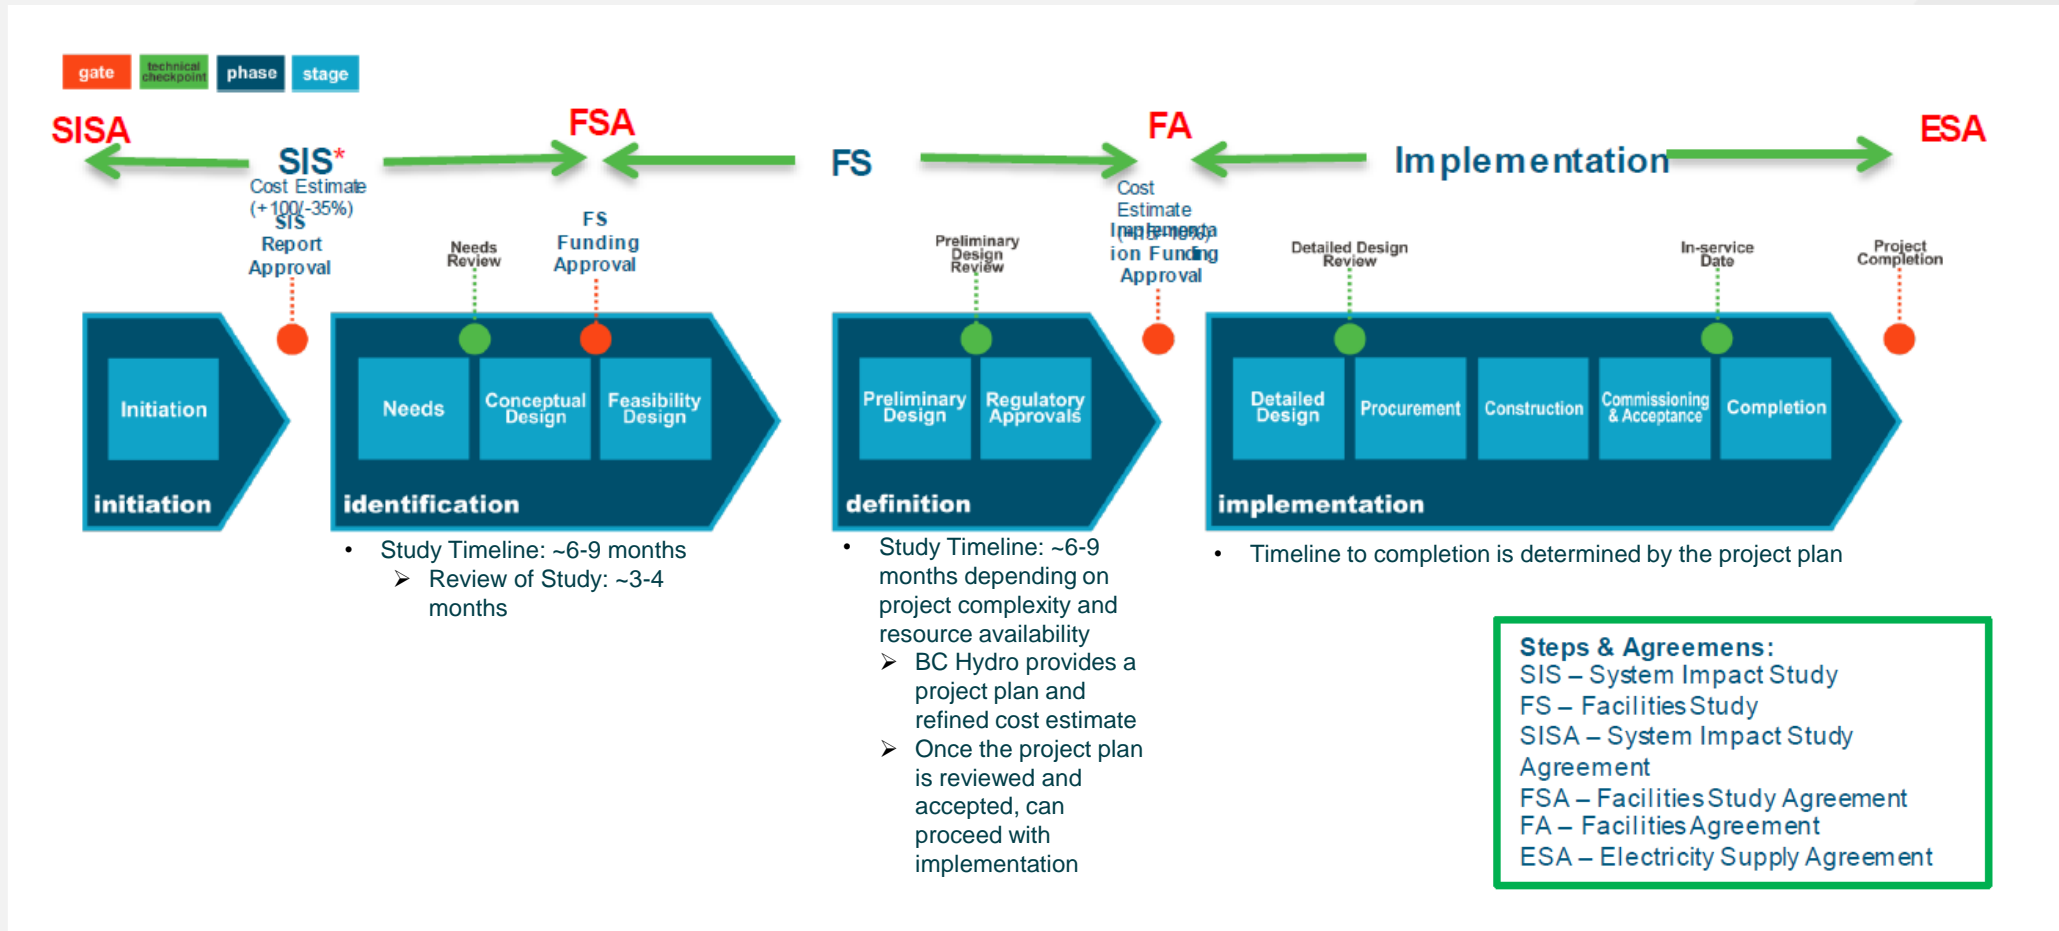 gate
technical
checkpoint
phase
stage
SISA
FSA
FA
ESA
SIS*
FS
Implementation
Cost Estimate
(+100/-35%)
SIS
Report
Approval
Needs
Review
FS
Funding
Approval
Preliminary
Design
Review
Cost
Estimate
Implementa
ion Funding
Approval
Detailed Design
Review
In-service
Date
Project
Completion
Initiation
initiation
Needs
Conceptual
Design
Feasibility
Design
identification
Preliminary
Design
Regulatory
Approvals
definition
Detailed
Design
Procurement
Construction
Commissioning
& Acceptance
Completion
implementation
• Study Timeline: ~6-9 months
➢ Review of Study: ~3-4
months
• Study Timeline: ~6-9
months depending on
project complexity and
resource availability
➢ BC Hydro provides a
project plan and
refined cost estimate
➢ Once the project plan
is reviewed and
accepted, can
proceed with
implementation
• Timeline to completion is determined by the project plan
Steps & Agreemens:
SIS – System Impact Study
FS – Facilities Study
SISA – System Impact Study
Agreement
FSA – Facilities Study Agreement
FA – Facilities Agreement
ESA – Electricity Supply Agreement